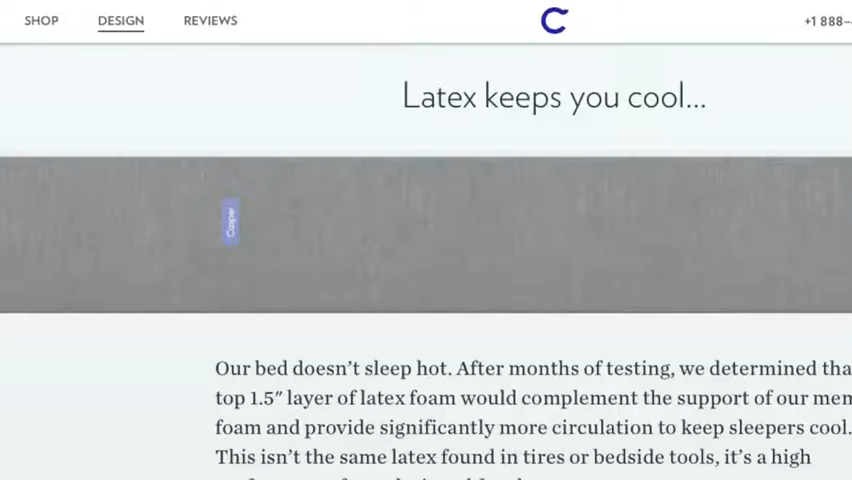 SHOP DESIGN REVIEWS C +1 888-
Latex keeps you cool...
Casper
Our bed doesn't sleep hot. After months of testing, we determined tha
top 1.5" layer of latex foam would complement the support of our mem
foam and provide significantly more circulation to keep sleepers cool.
This isn't the same latex found in tires or bedside tools, it's a high